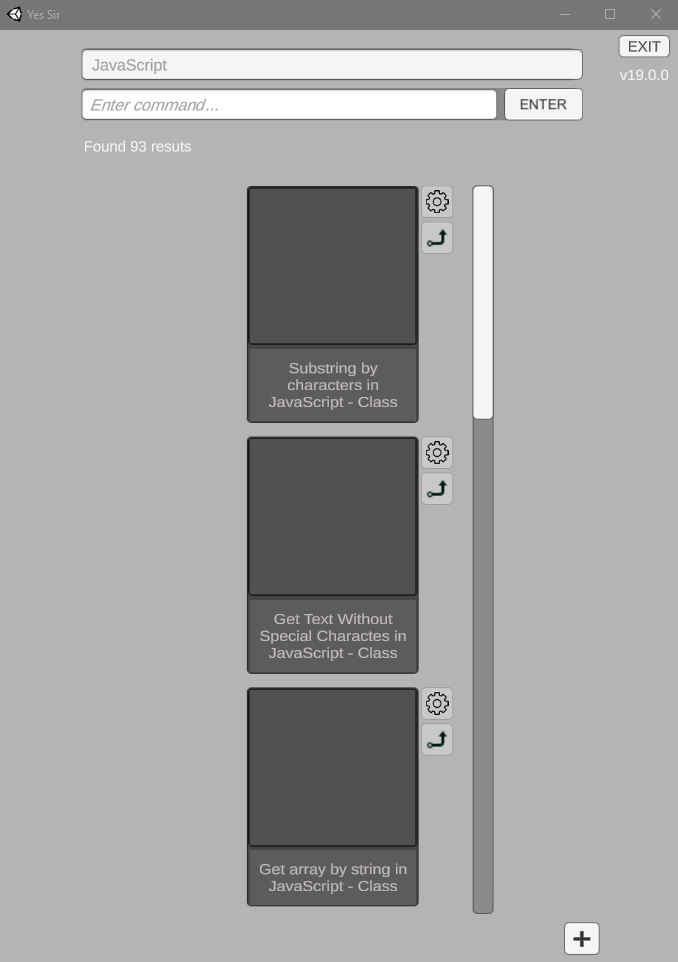 Yes Sir
EXIT
JavaScript
v19.0.0
Enter command...
ENTER
Found 93 resuts
Substring by
characters in
JavaScript - Class
Get Text Without
Special Charactes in
JavaScript - Class
Get array by string in
JavaScript - Class